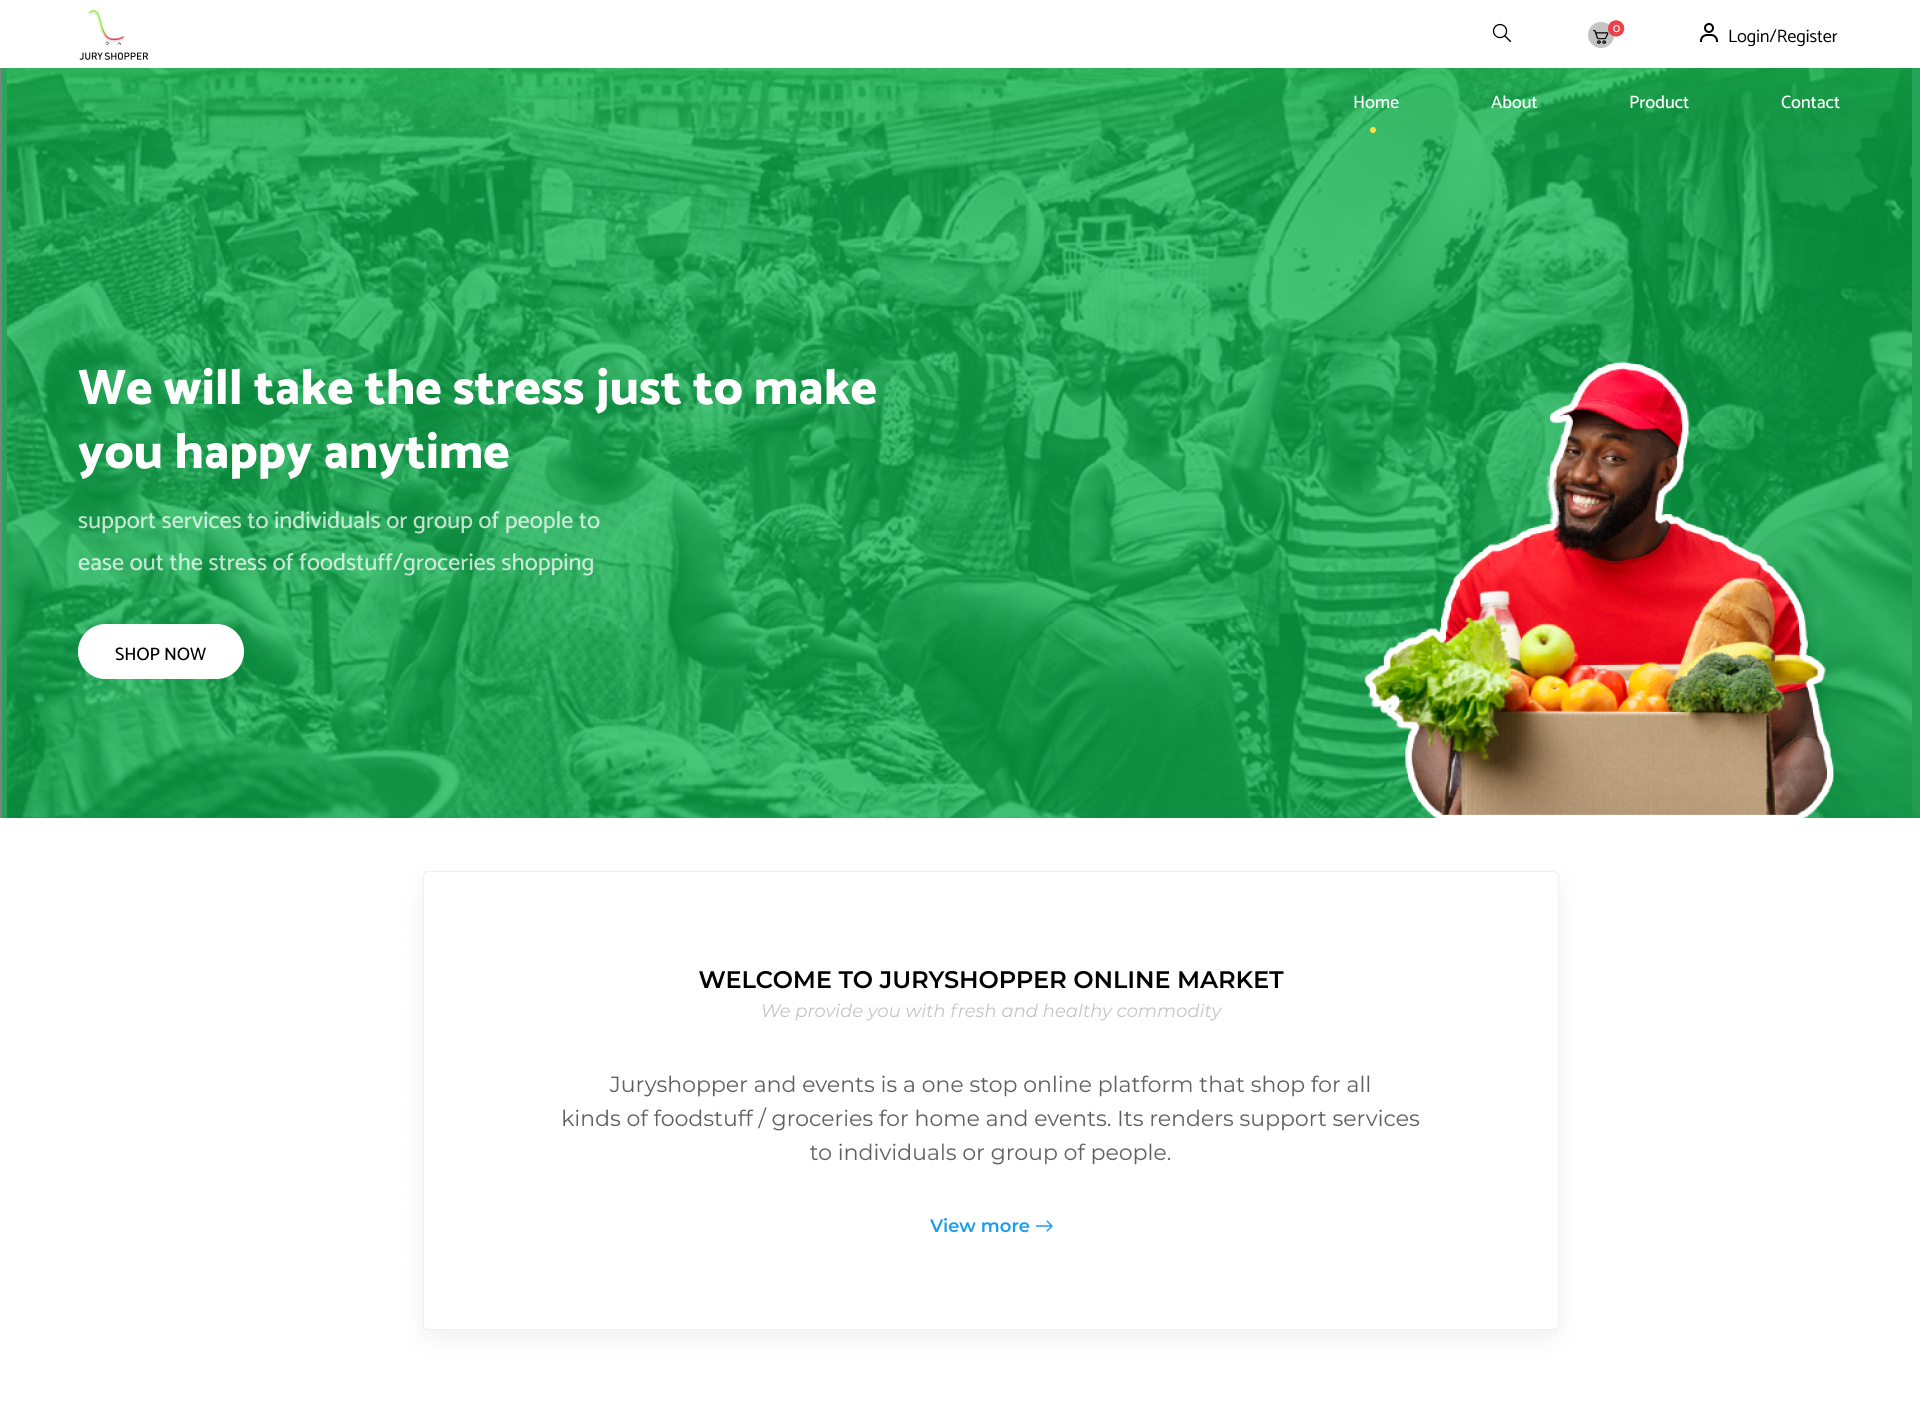 JURY SHOPPER
0
Login/Register
Home
About
Product
Contact
We will take the stress just to make
you happy anytime
support services to individuals or group of people to
ease out the stress of foodstuff/groceries shopping
SHOP NOW
WELCOME TO JURYSHOPPER ONLINE MARKET
We provide you with fresh and healthy commodity
Juryshopper and events is a one stop online platform that shop for all
kinds of foodstuff / groceries for home and events. Its renders support services
to individuals or group of people.
View more